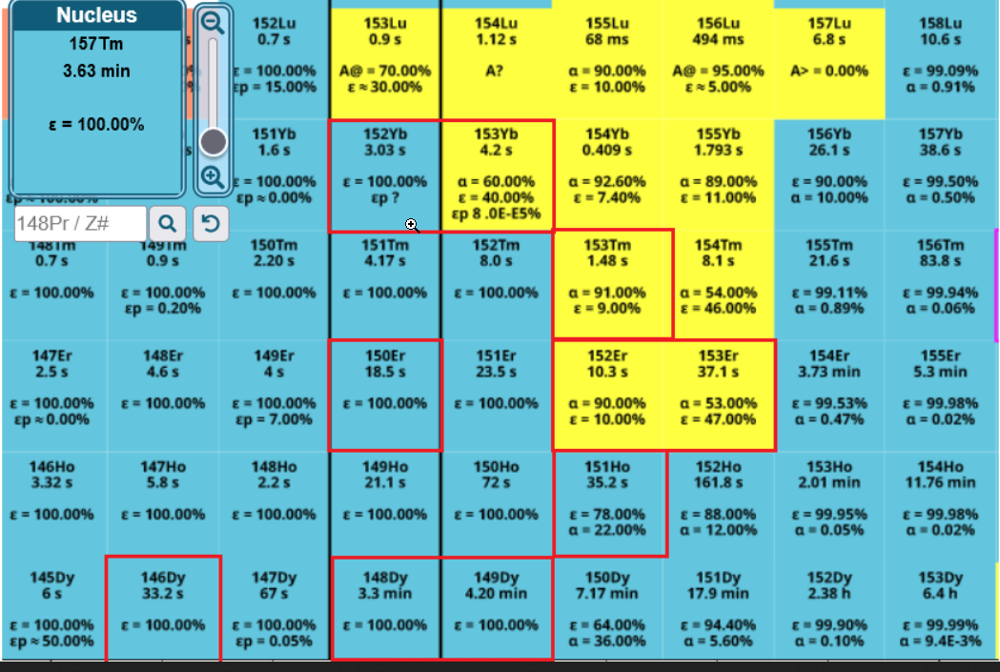 Nucleus
157Tm
3.63 min
ε = 100.00%
148Pr / Z#
152Lu
0.7 s
ε = 100.00%
εp = 15.00%
153Lu
0.9 s
A@ = 70.00%
ε ≈ 30.00%
154Lu
1.12 s
A?
155Lu
68 ms
α = 90.00%
ε = 10.00%
156Lu
494 ms
A@ = 95.00%
ε ≈ 5.00%
157Lu
6.8 s
A> = 0.00%
158Lu
10.6 s
ε = 99.09%
α = 0.91%
151Yb
1.6 s
ε = 100.00%
εp ≈ 0.00%
152Yb
3.03 s
ε = 100.00%
εp ?
153Yb
4.2 s
α = 60.00%
ε = 40.00%
εp 8 .0E-E5%
154Yb
0.409 s
α = 92.60%
ε = 7.40%
155Yb
1.793 s
α = 89.00%
ε = 11.00%
156Yb
26.1 s
ε = 90.00%
α = 10.00%
157Yb
38.6 s
ε = 99.50%
α = 0.50%
148Tm
0.7 s
ε = 100.00%
149Tm
0.9 s
ε = 100.00%
εp = 0.20%
150Tm
2.20 s
ε = 100.00%
151Tm
4.17 s
ε = 100.00%
152Tm
8.0 s
ε = 100.00%
153Tm
1.48 s
α = 91.00%
ε = 9.00%
154Tm
8.1 s
α = 54.00%
ε = 46.00%
155Tm
21.6 s
ε = 99.11%
α = 0.89%
156Tm
83.8 s
ε = 99.94%
α = 0.06%
147Er
2.5 s
ε = 100.00%
εp ≈ 0.00%
148Er
4.6 s
ε = 100.00%
149Er
4 s
ε = 100.00%
εp = 7.00%
150Er
18.5 s
ε = 100.00%
151Er
23.5 s
ε = 100.00%
152Er
10.3 s
α = 90.00%
ε = 10.00%
153Er
37.1 s
α = 53.00%
ε = 47.00%
154Er
3.73 min
ε = 99.53%
α = 0.47%
155Er
5.3 min
ε = 99.98%
α = 0.02%
146Ho
3.32 s
ε = 100.00%
147Ho
5.8 s
ε = 100.00%
148Ho
2.2 s
ε = 100.00%
149Ho
21.1 s
ε = 100.00%
150Ho
72 s
ε = 100.00%
151Ho
35.2 s
ε = 78.00%
α = 22.00%
152Ho
161.8 s
ε = 88.00%
α = 12.00%
153Ho
2.01 min
ε = 99.95%
α = 0.05%
154Ho
11.76 min
ε = 99.98%
α = 0.02%
145Dy
6 s
ε = 100.00%
εp ≈ 50.00%
146Dy
33.2 s
ε = 100.00%
147Dy
67 s
ε = 100.00%
εp = 0.05%
148Dy
3.3 min
ε = 100.00%
149Dy
4.20 min
ε = 100.00%
150Dy
7.17 min
ε = 64.00%
α = 36.00%
151Dy
17.9 min
ε = 94.40%
α = 5.60%
152Dy
2.38 h
ε = 99.90%
α = 0.10%
153Dy
6.4 h
ε = 99.99%
α = 9.4E-3%